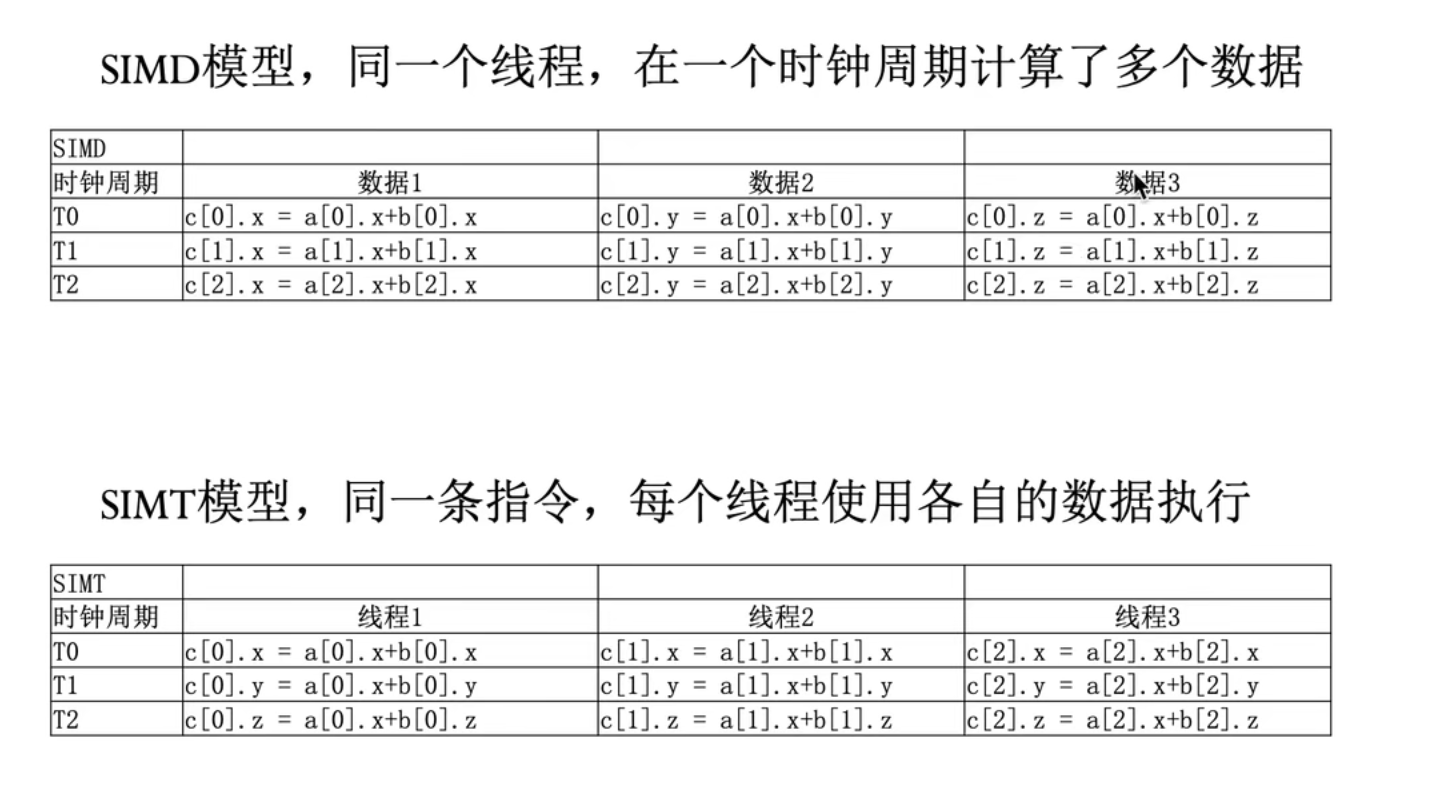 SIMD模型，同一个线程，在一个时钟周期计算了多个数据
SIMD
时钟周期 数据1 数据2 数据3
T0 c[0].x = a[0].x+b[0].x c[0].y = a[0].x+b[0].y c[0].z = a[0].x+b[0].z
T1 c[1].x = a[1].x+b[1].x c[1].y = a[1].x+b[1].y c[1].z = a[1].x+b[1].z
T2 c[2].x = a[2].x+b[2].x c[2].y = a[2].x+b[2].y c[2].z = a[2].x+b[2].z
SIMT模型，同一条指令，每个线程使用各自的数据执行
SIMT
时钟周期 线程1 线程2 线程3
T0 c[0].x = a[0].x+b[0].x c[1].x = a[1].x+b[1].x c[2].x = a[2].x+b[2].x
T1 c[0].y = a[0].x+b[0].y c[1].y = a[1].x+b[1].y c[2].y = a[2].x+b[2].y
T2 c[0].z = a[0].x+b[0].z c[1].z = a[1].x+b[1].z c[2].z = a[2].x+b[2].z